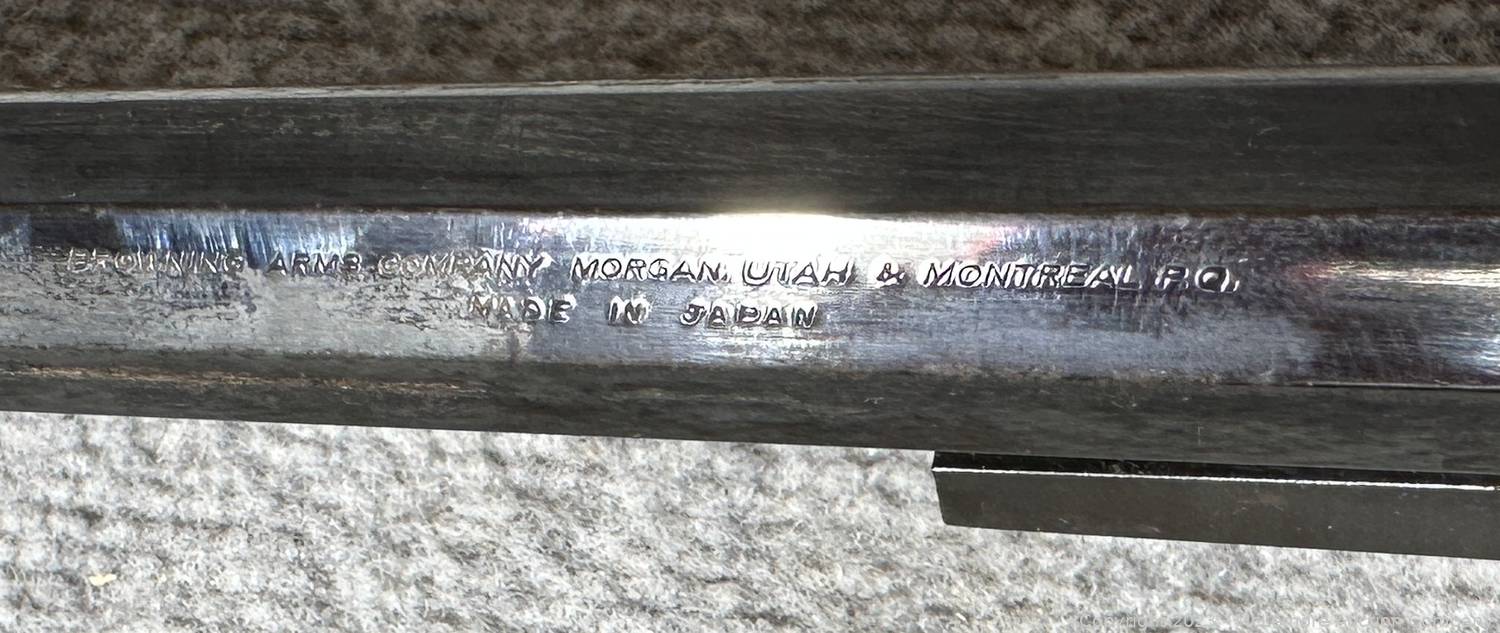 BROWNING ARMS COMPANY MORGAN, UTAH & MONTREAL P.Q.
MADE IN JAPAN